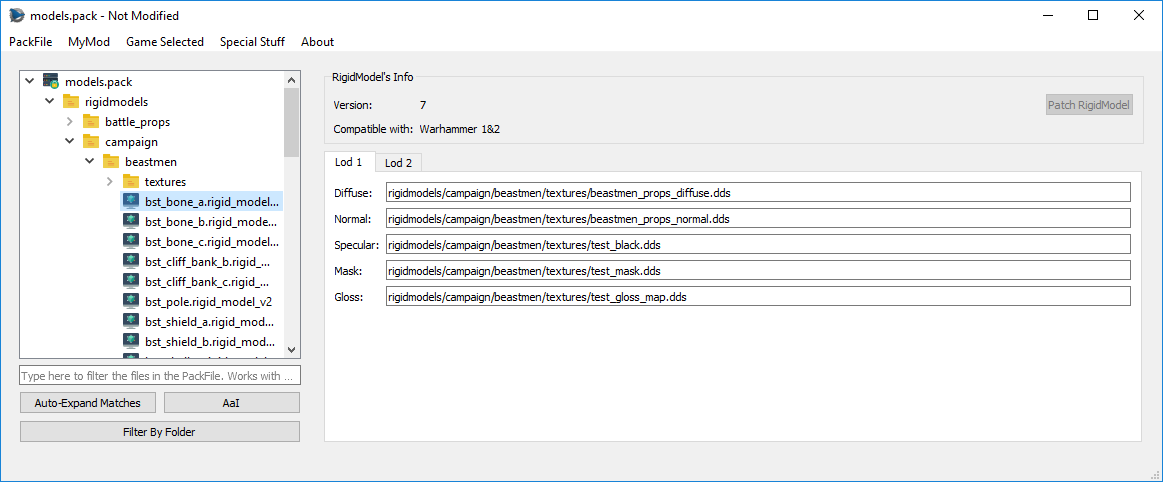 models.pack - Not Modified
PackFile MyMod Game Selected Special Stuff About
models.pack
rigidmodels
battle_props
campaign
beastmen
textures
bst_bone_a.rigid_model...
bst_bone_b.rigid_mode...
bst_bone_c.rigid_model...
bst_cliff_bank_b.rigid_...
bst_cliff_bank_c.rigid_...
bst_pole.rigid_model_v2
bst_shield_a.rigid_mod...
bst_shield_b.rigid_mod...
Type here to filter the files in the PackFile. Works with ...
Auto-Expand Matches AaI
Filter By Folder
RigidModel's Info
Version: 7
Patch RigidModel
Compatible with: Warhammer 1&2
Lod 1 Lod 2
Diffuse: rigidmodels/campaign/beastmen/textures/beastmen_props_diffuse.dds
Normal: rigidmodels/campaign/beastmen/textures/beastmen_props_normal.dds
Specular: rigidmodels/campaign/beastmen/textures/test_black.dds
Mask: rigidmodels/campaign/beastmen/textures/test_mask.dds
Gloss: rigidmodels/campaign/beastmen/textures/test_gloss_map.dds